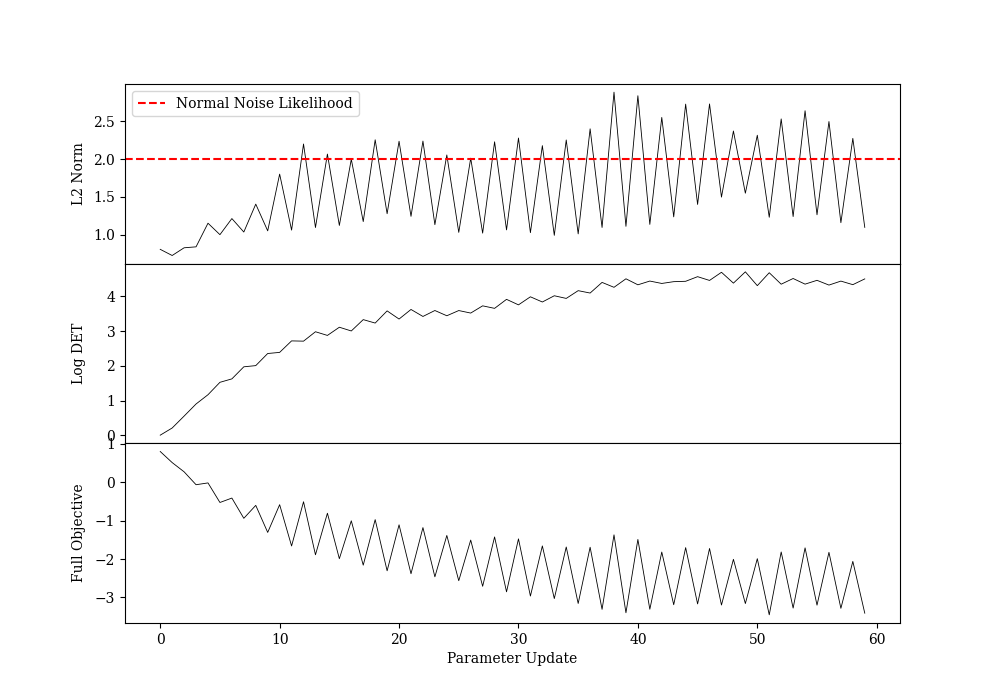 Normal Noise Likelihood
L2 Norm
2.5
2.0
1.5
1.0
Log DET
4
3
2
1
0
Full Objective
1
0
−1
−2
−3
0 10 20 30 40 50 60
Parameter Update